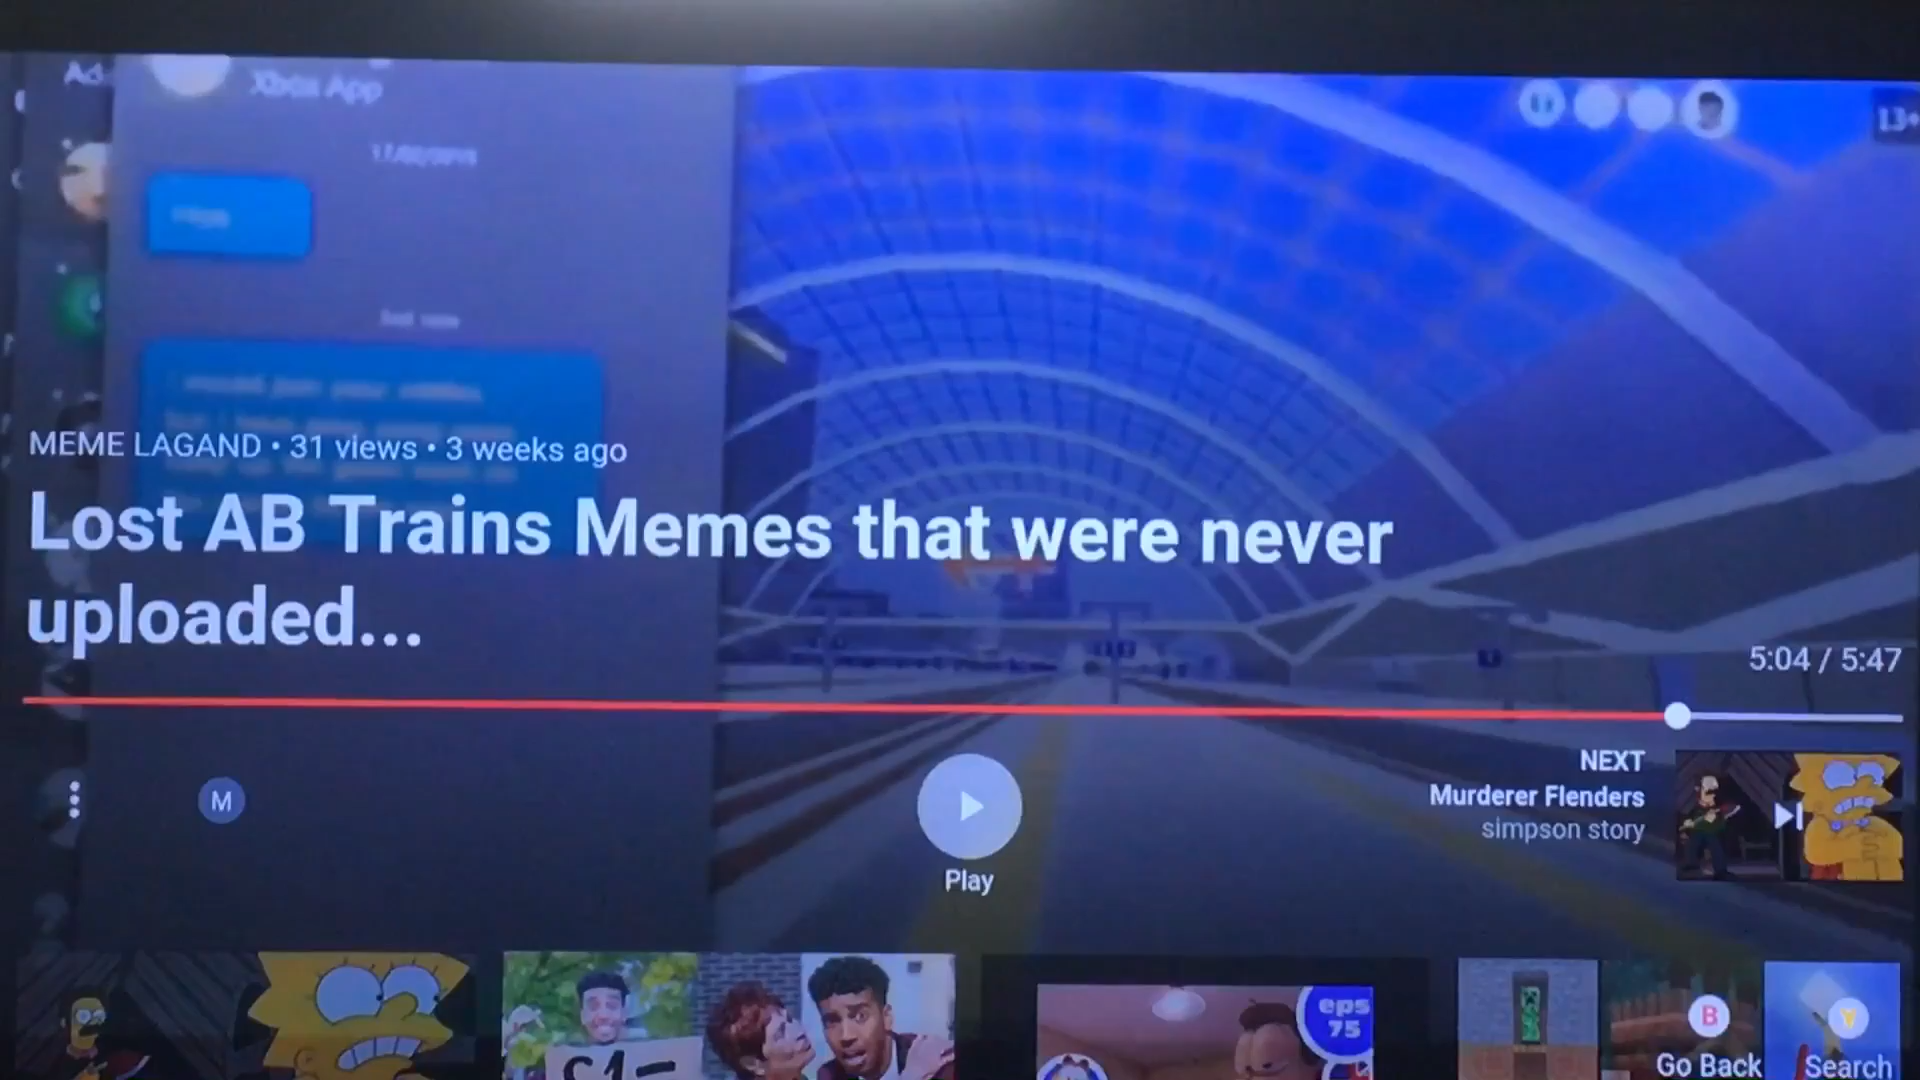 Xbox App
13+
MEME LAGAND • 31 views • 3 weeks ago
Lost AB Trains Memes that were never
uploaded...
5:04 / 5:47
NEXT
Murderer Flenders
simpson story
M
Play
eps
75
B
Y
Go Back
Search